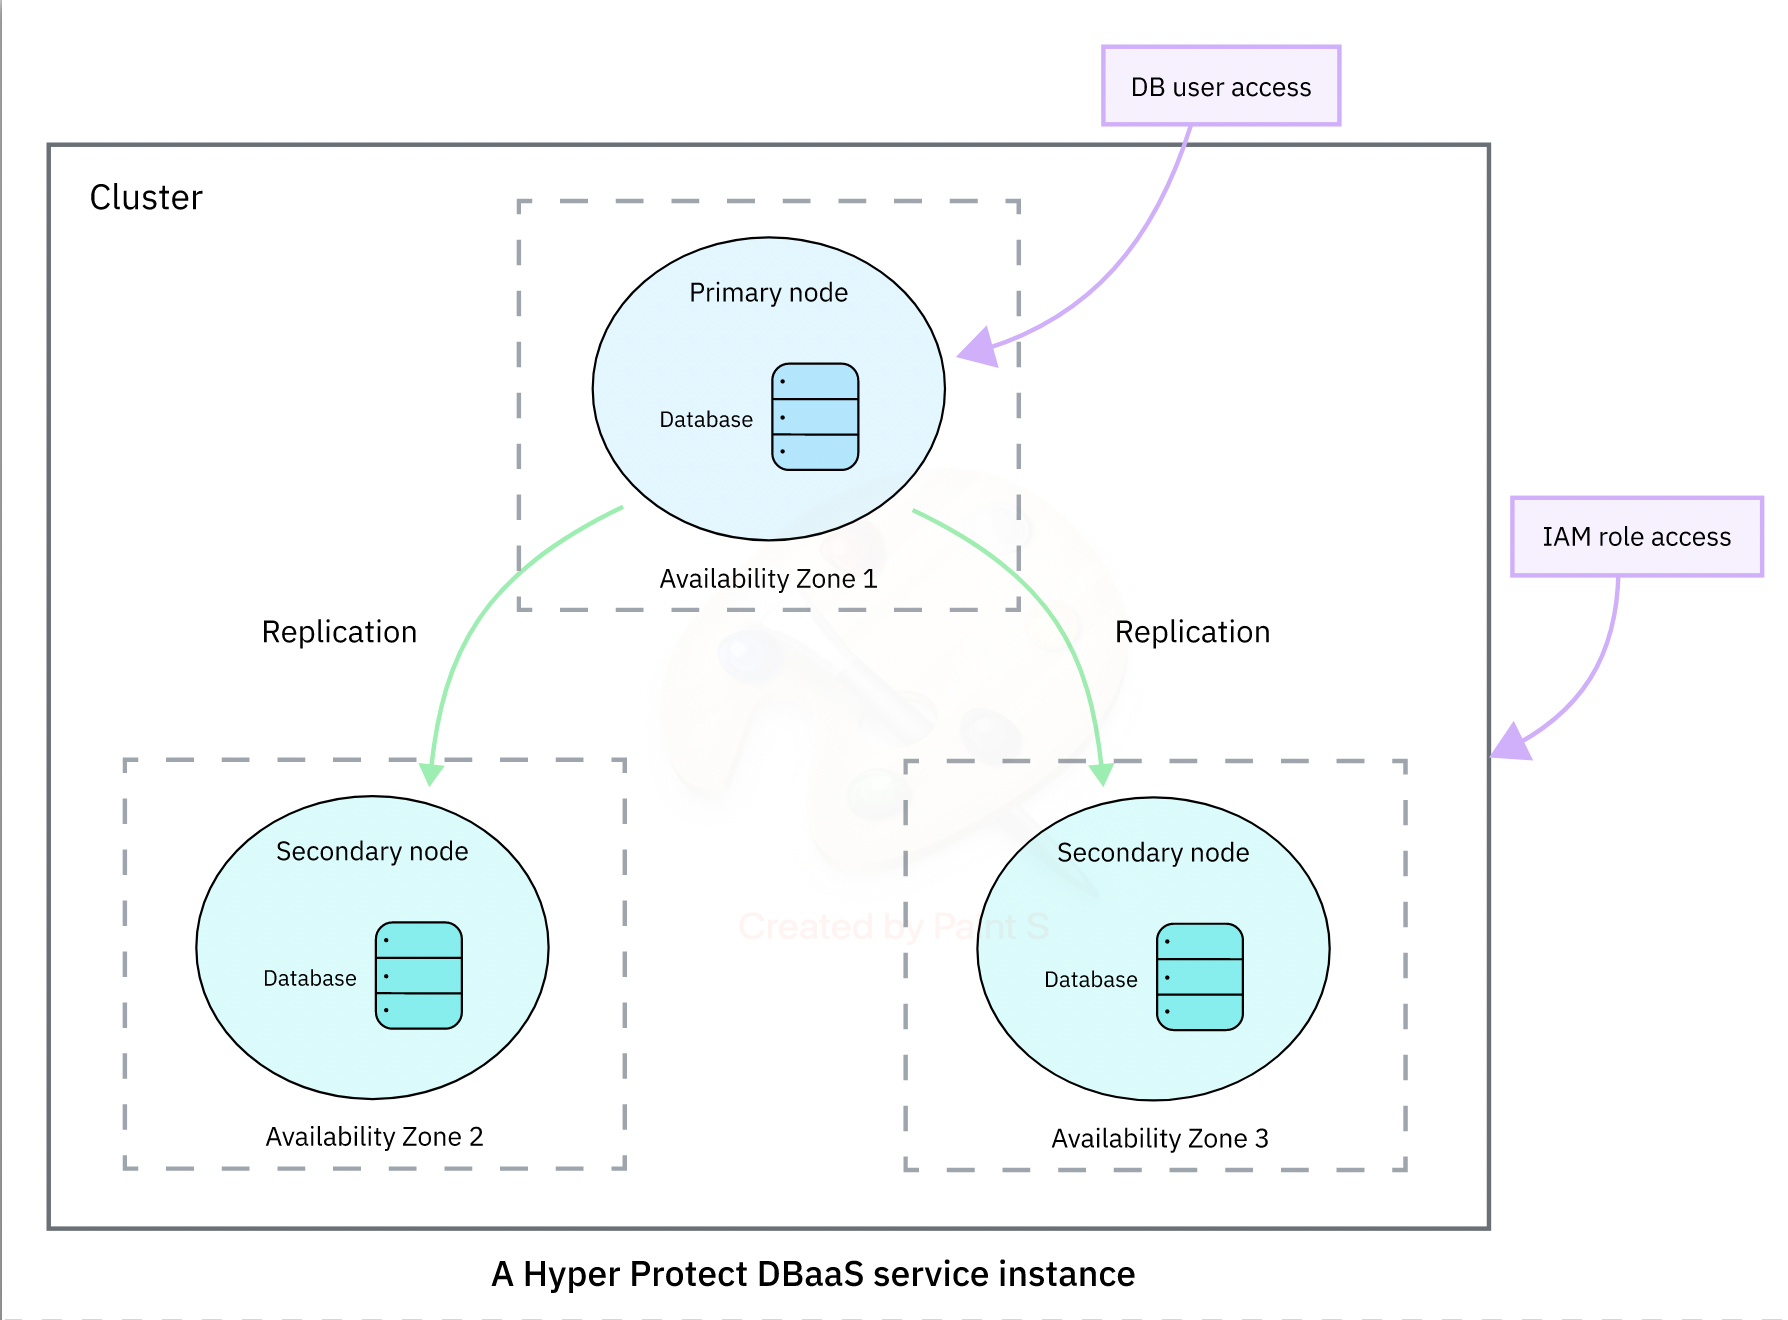 DB user access
Cluster
Primary node
Database
Availability Zone 1
IAM role access
Replication
Replication
Secondary node
Database
Availability Zone 2
Secondary node
Database
Availability Zone 3
Created by Paint S
A Hyper Protect DBaaS service instance